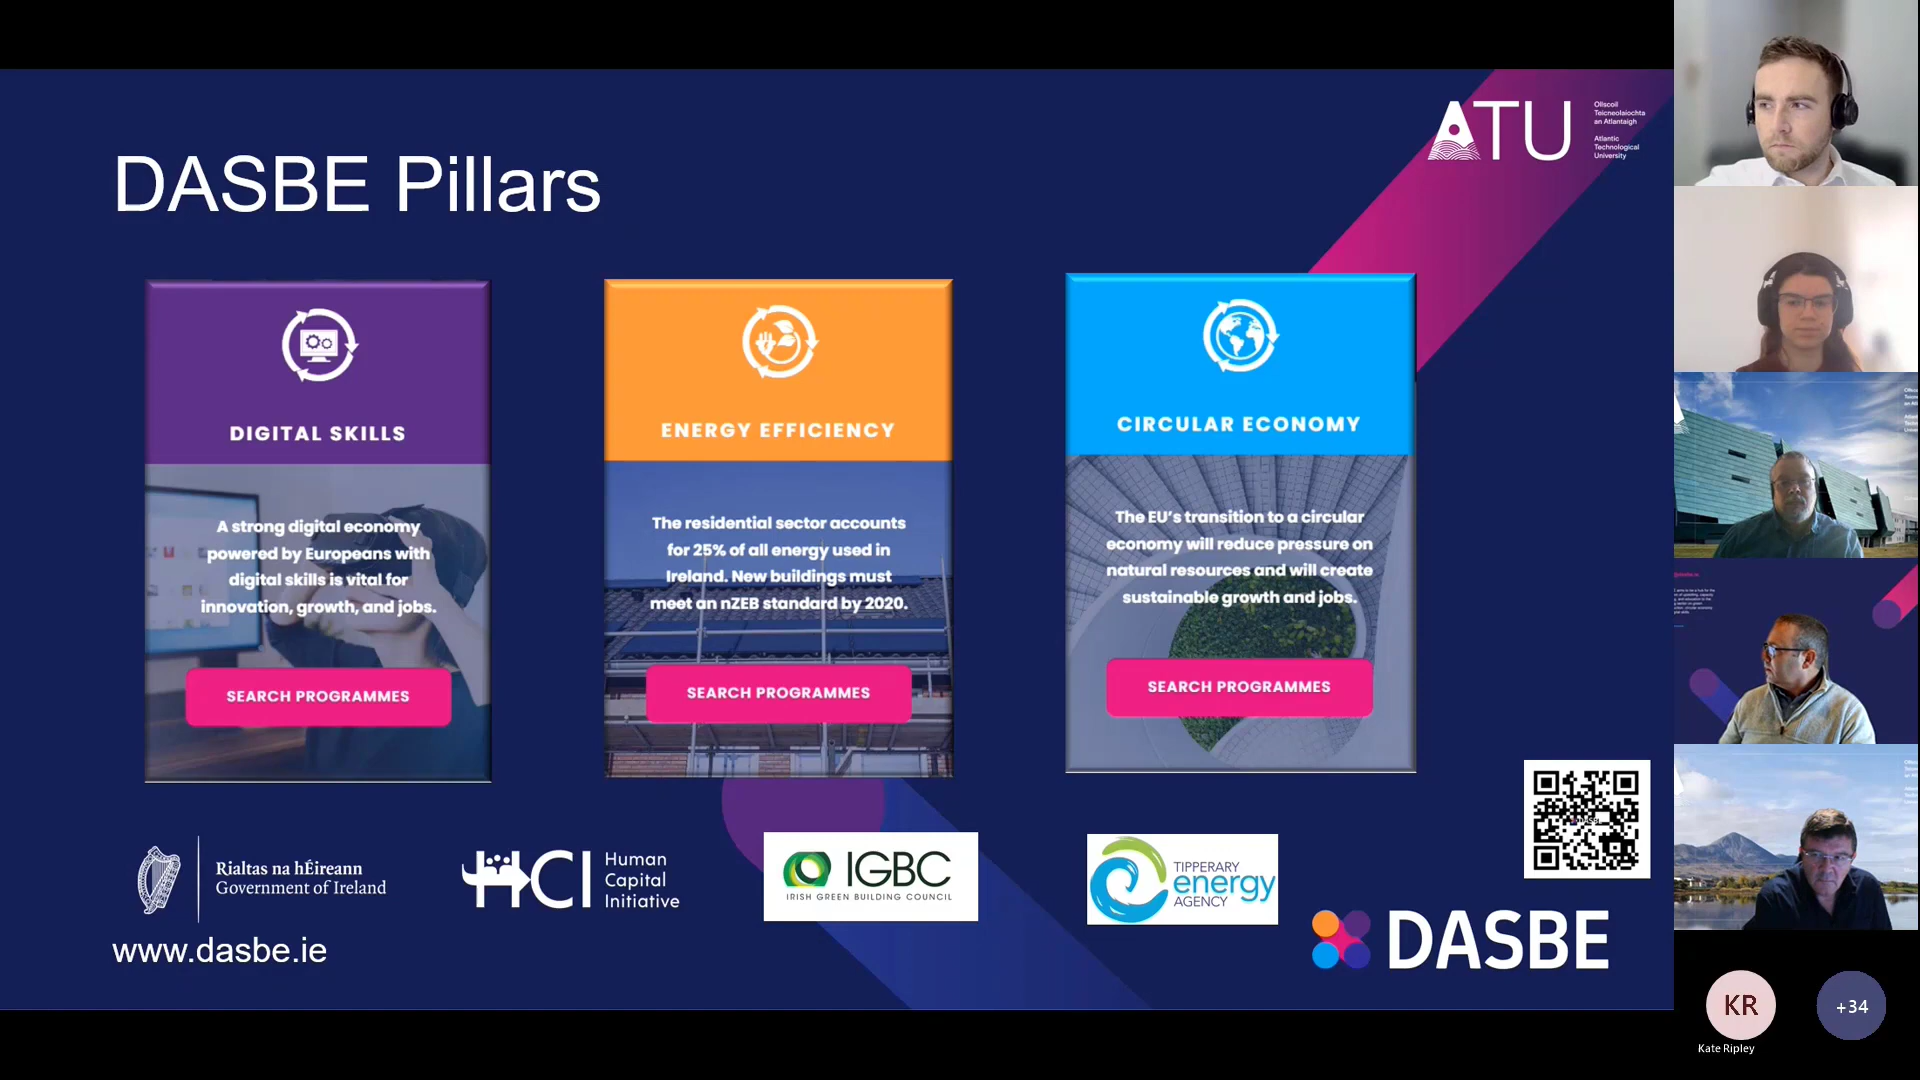 DASBE Pillars
ATU
Ollscoil
Teicneolaíochta
an Atlantaigh
Atlantic
Technological
University
DIGITAL SKILLS
A strong digital economy
powered by Europeans with
digital skills is vital for
innovation, growth, and jobs.
SEARCH PROGRAMMES
ENERGY EFFICIENCY
The residential sector accounts
for 25% of all energy used in
Ireland. New buildings must
meet an nZEB standard by 2020.
SEARCH PROGRAMMES
CIRCULAR ECONOMY
The EU's transition to a circular
economy will reduce pressure on
natural resources and will create
sustainable growth and jobs.
SEARCH PROGRAMMES
Rialtas na hÉireann
Government of Ireland
HCI
Human
Capital
Initiative
IGBC
IRISH GREEN BUILDING COUNCIL
TIPPERARY
energy
AGENCY
DASBE
www.dasbe.ie
KR
Kate Ripley
+34